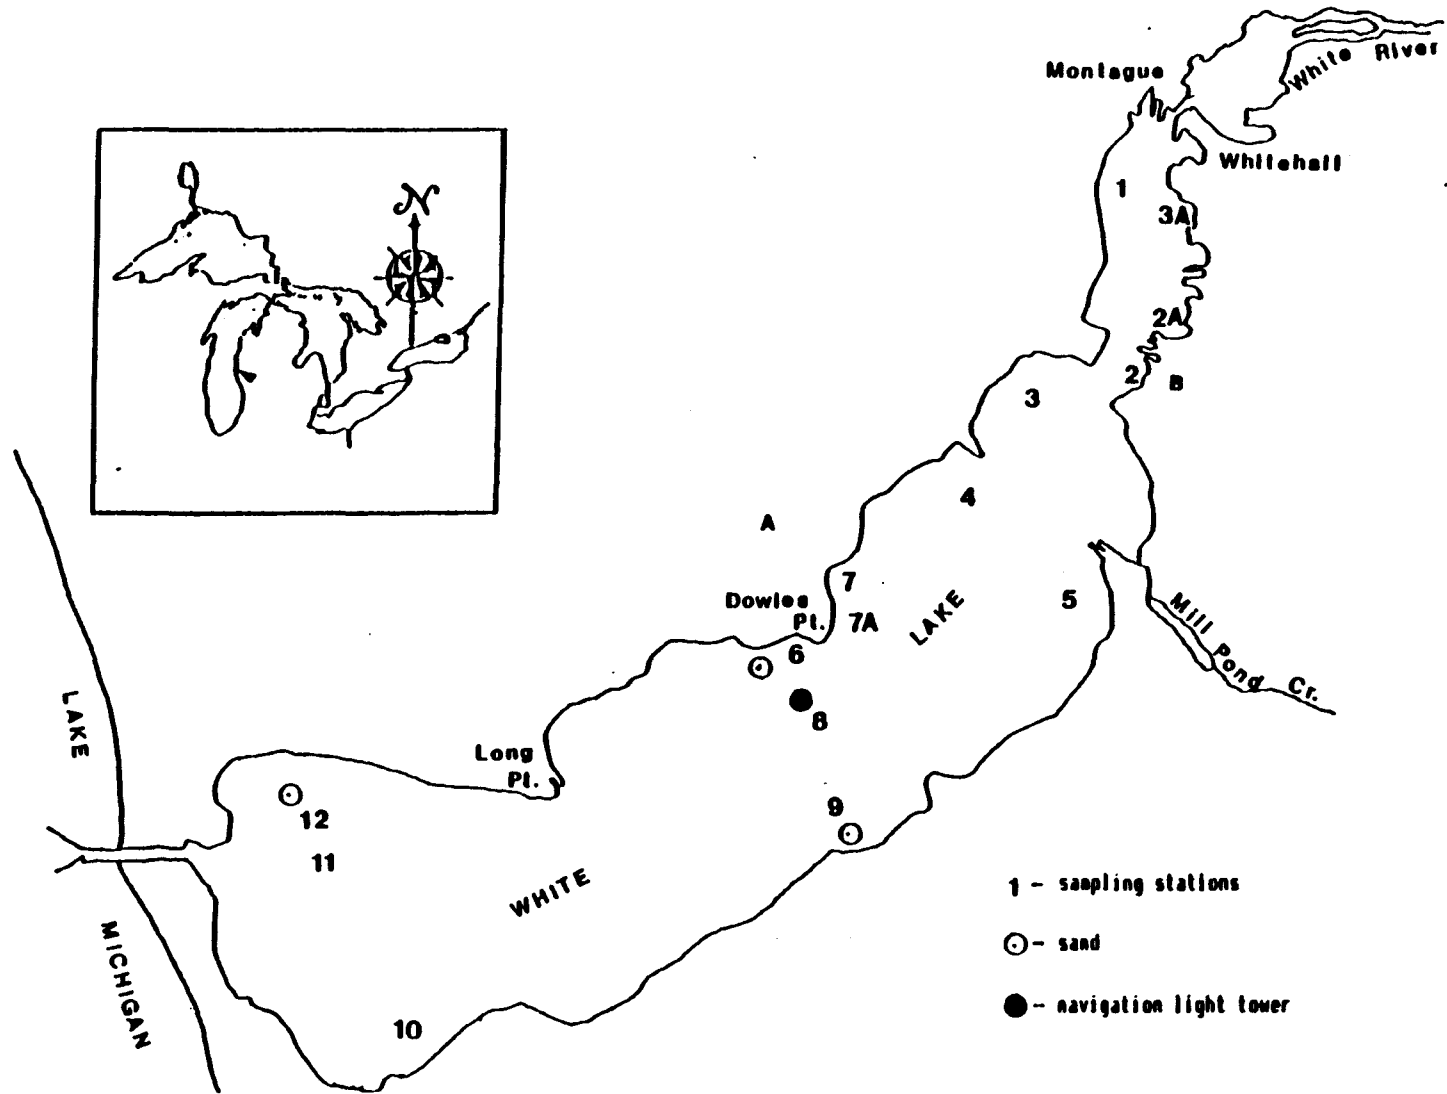 White River
Montague
Whitehall
N
1
3A
2A
2
B
3
4
A
7
Dowies
Pt.
7A
LAKE
5
Mill Pond Cr.
6
8
Long
Pt.
LAKE
9
12
11
WHITE
MICHIGAN
10
1 - sampling stations
- sand
- navigation light tower